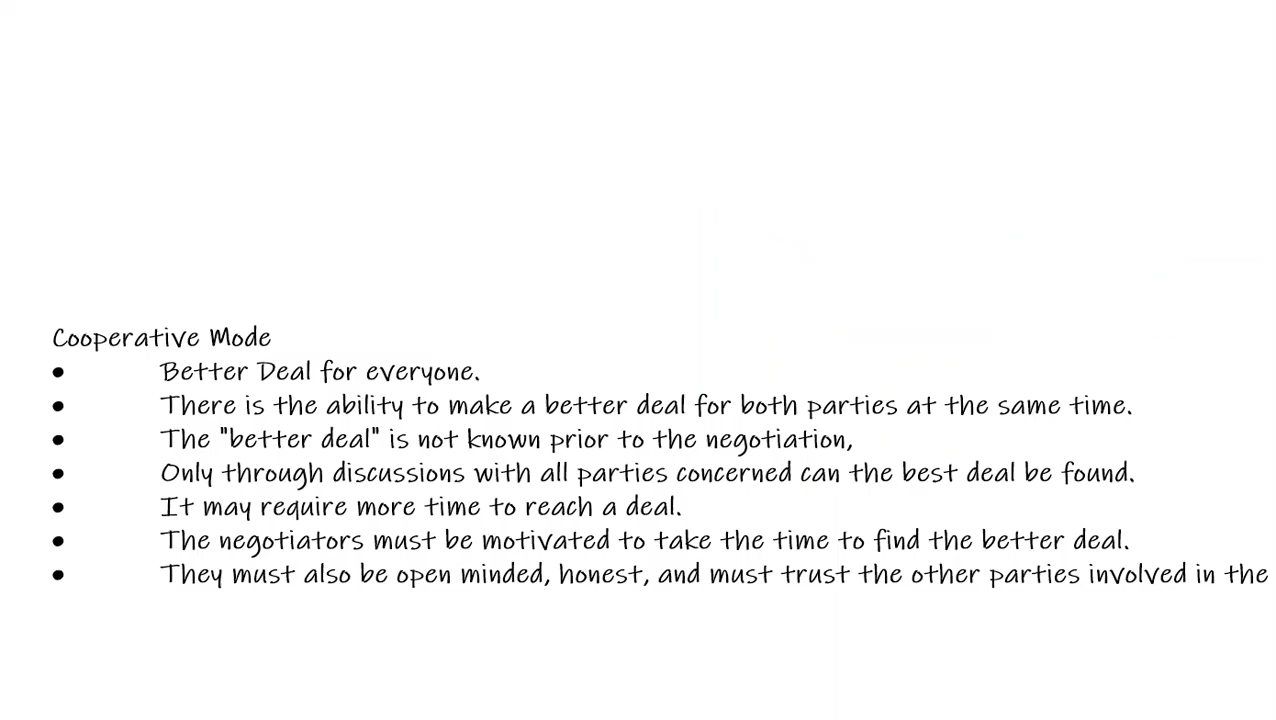 Cooperative Mode
• Better Deal for everyone.
• There is the ability to make a better deal for both parties at the same time.
• The "better deal" is not known prior to the negotiation,
• Only through discussions with all parties concerned can the best deal be found.
• It may require more time to reach a deal.
• The negotiators must be motivated to take the time to find the better deal.
• They must also be open minded, honest, and must trust the other parties involved in the